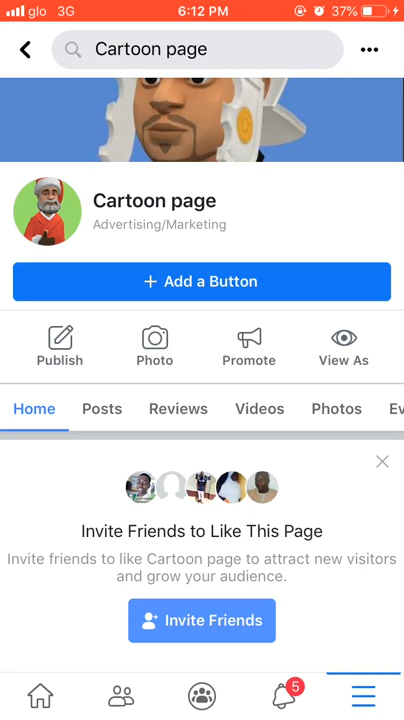 glo 3G 6:12 PM 37%
Cartoon page
Cartoon page
Advertising/Marketing
+ Add a Button
Publish Photo Promote View As
Home Posts Reviews Videos Photos Ev
Invite Friends to Like This Page
Invite friends to like Cartoon page to attract new visitors
and grow your audience.
Invite Friends
5